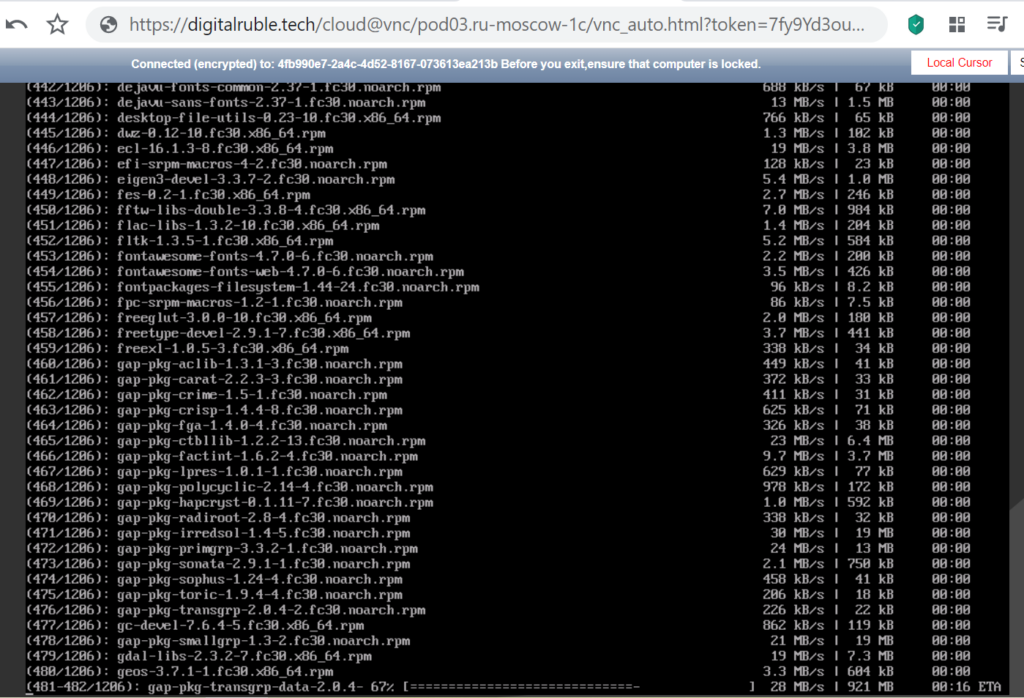 https://digitalruble.tech/cloud@vnc/pod03.ru-moscow-1c/vnc_auto.html?token=7fy9Yd3ou...
Connected (encrypted) to: 4fb990e7-2a4c-4d52-8167-073613ea213b Before you exit,ensure that computer is locked.
Local Cursor
S
(442/1206): dejavu-fonts-common-2.37-1.fc30.noarch.rpm 688 kB/s | 67 kB 00:00
(443/1206): dejavu-sans-fonts-2.37-1.fc30.noarch.rpm 13 MB/s | 1.5 MB 00:00
(444/1206): desktop-file-utils-0.23-10.fc30.x86_64.rpm 766 kB/s | 65 kB 00:00
(445/1206): dwz-0.12-10.fc30.x86_64.rpm 1.3 MB/s | 102 kB 00:00
(446/1206): ecl-16.1.3-8.fc30.x86_64.rpm 19 MB/s | 3.8 MB 00:00
(447/1206): efi-srpm-macros-4-2.fc30.noarch.rpm 128 kB/s | 23 kB 00:00
(448/1206): eigen3-devel-3.3.7-2.fc30.noarch.rpm 5.4 MB/s | 1.0 MB 00:00
(449/1206): fes-0.2-1.fc30.x86_64.rpm 2.7 MB/s | 246 kB 00:00
(450/1206): fftw-libs-double-3.3.8-4.fc30.x86_64.rpm 7.0 MB/s | 984 kB 00:00
(451/1206): flac-libs-1.3.2-10.fc30.x86_64.rpm 1.4 MB/s | 204 kB 00:00
(452/1206): fltk-1.3.5-1.fc30.x86_64.rpm 5.2 MB/s | 584 kB 00:00
(453/1206): fontawesome-fonts-4.7.0-6.fc30.noarch.rpm 2.2 MB/s | 200 kB 00:00
(454/1206): fontawesome-fonts-web-4.7.0-6.fc30.noarch.rpm 3.5 MB/s | 426 kB 00:00
(455/1206): fontpackages-filesystem-1.44-24.fc30.noarch.rpm 96 kB/s | 8.2 kB 00:00
(456/1206): fpc-srpm-macros-1.2-1.fc30.noarch.rpm 86 kB/s | 7.5 kB 00:00
(457/1206): freeglut-3.0.0-10.fc30.x86_64.rpm 2.0 MB/s | 180 kB 00:00
(458/1206): freetype-devel-2.9.1-7.fc30.x86_64.rpm 3.7 MB/s | 441 kB 00:00
(459/1206): freexl-1.0.5-3.fc30.x86_64.rpm 338 kB/s | 34 kB 00:00
(460/1206): gap-pkg-aclib-1.3.1-3.fc30.noarch.rpm 449 kB/s | 41 kB 00:00
(461/1206): gap-pkg-carat-2.2.3-3.fc30.x86_64.rpm 372 kB/s | 33 kB 00:00
(462/1206): gap-pkg-crime-1.5-1.fc30.noarch.rpm 411 kB/s | 31 kB 00:00
(463/1206): gap-pkg-crisp-1.4.4-8.fc30.noarch.rpm 625 kB/s | 71 kB 00:00
(464/1206): gap-pkg-fga-1.4.0-4.fc30.noarch.rpm 326 kB/s | 38 kB 00:00
(465/1206): gap-pkg-ctbllib-1.2.2-13.fc30.noarch.rpm 23 MB/s | 6.4 MB 00:00
(466/1206): gap-pkg-factint-1.6.2-4.fc30.noarch.rpm 9.7 MB/s | 3.7 MB 00:00
(467/1206): gap-pkg-lpres-1.0.1-1.fc30.noarch.rpm 629 kB/s | 77 kB 00:00
(468/1206): gap-pkg-polycyclic-2.14-4.fc30.noarch.rpm 978 kB/s | 172 kB 00:00
(469/1206): gap-pkg-hapcryst-0.1.11-7.fc30.noarch.rpm 1.0 MB/s | 592 kB 00:00
(470/1206): gap-pkg-radiroot-2.8-4.fc30.noarch.rpm 338 kB/s | 32 kB 00:00
(471/1206): gap-pkg-irredsol-1.4-5.fc30.noarch.rpm 30 MB/s | 19 MB 00:00
(472/1206): gap-pkg-primgrp-3.3.2-1.fc30.noarch.rpm 24 MB/s | 13 MB 00:00
(473/1206): gap-pkg-sonata-2.9.1-1.fc30.noarch.rpm 2.1 MB/s | 750 kB 00:00
(474/1206): gap-pkg-sophus-1.24-4.fc30.noarch.rpm 458 kB/s | 41 kB 00:00
(475/1206): gap-pkg-toric-1.9.4-4.fc30.noarch.rpm 206 kB/s | 18 kB 00:00
(476/1206): gap-pkg-transgrp-2.0.4-2.fc30.noarch.rpm 226 kB/s | 22 kB 00:00
(477/1206): gc-devel-7.6.4-5.fc30.x86_64.rpm 862 kB/s | 119 kB 00:00
(478/1206): gap-pkg-smallgrp-1.3-2.fc30.noarch.rpm 21 MB/s | 19 MB 00:00
(479/1206): gdal-libs-2.3.2-7.fc30.x86_64.rpm 19 MB/s | 7.3 MB 00:00
(480/1206): geos-3.7.1-1.fc30.x86_64.rpm 3.3 MB/s | 604 kB 00:00
(481-482/1206): gap-pkg-transgrp-data-2.0.4- 67% [=============================- ] 28 MB/s | 921 MB 00:16 ETA